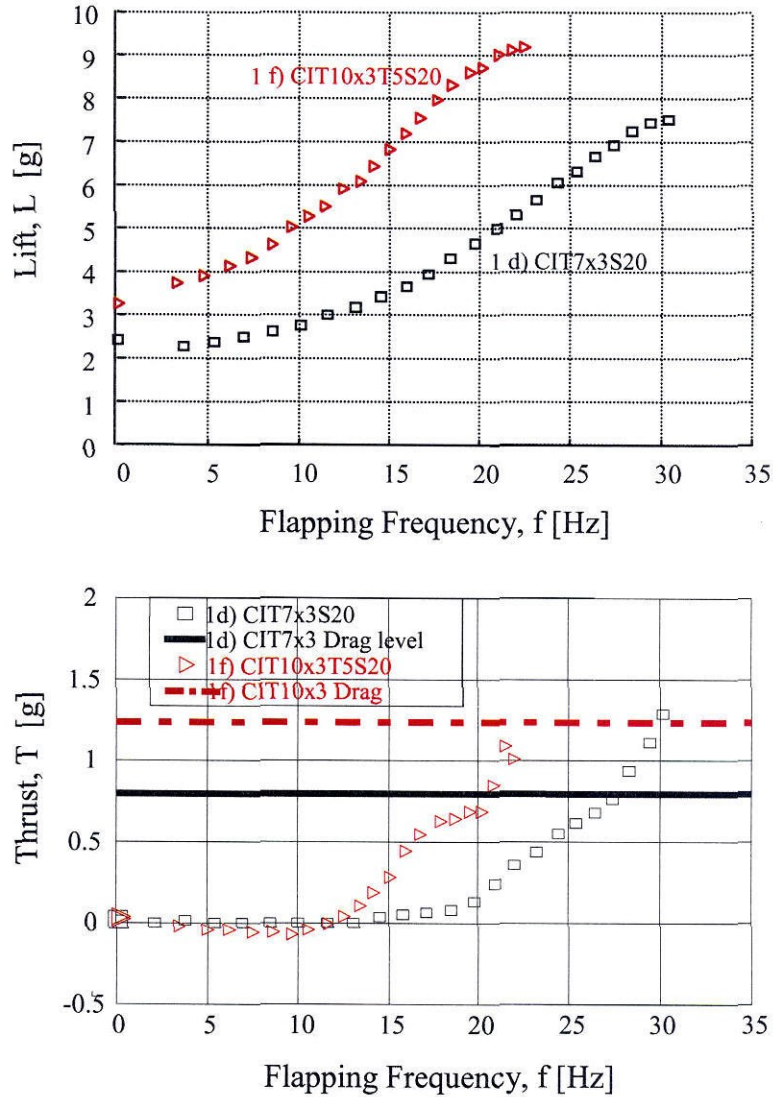 10
9
8
7
6
5
4
3
2
1
0
Lift, L [g]
1 f) CIT10x3T5S20
1 d) CIT7x3S20
0 5 10 15 20 25 30 35
Flapping Frequency, f [Hz]
2
1.5
1
0.5
0
-0.5
Thrust, T [g]
1d) CIT7x3S20
1d) CIT7x3 Drag level
1f) CIT10x3T5S20
1f) CIT10x3 Drag
0 5 10 15 20 25 30 35
Flapping Frequency, f [Hz]